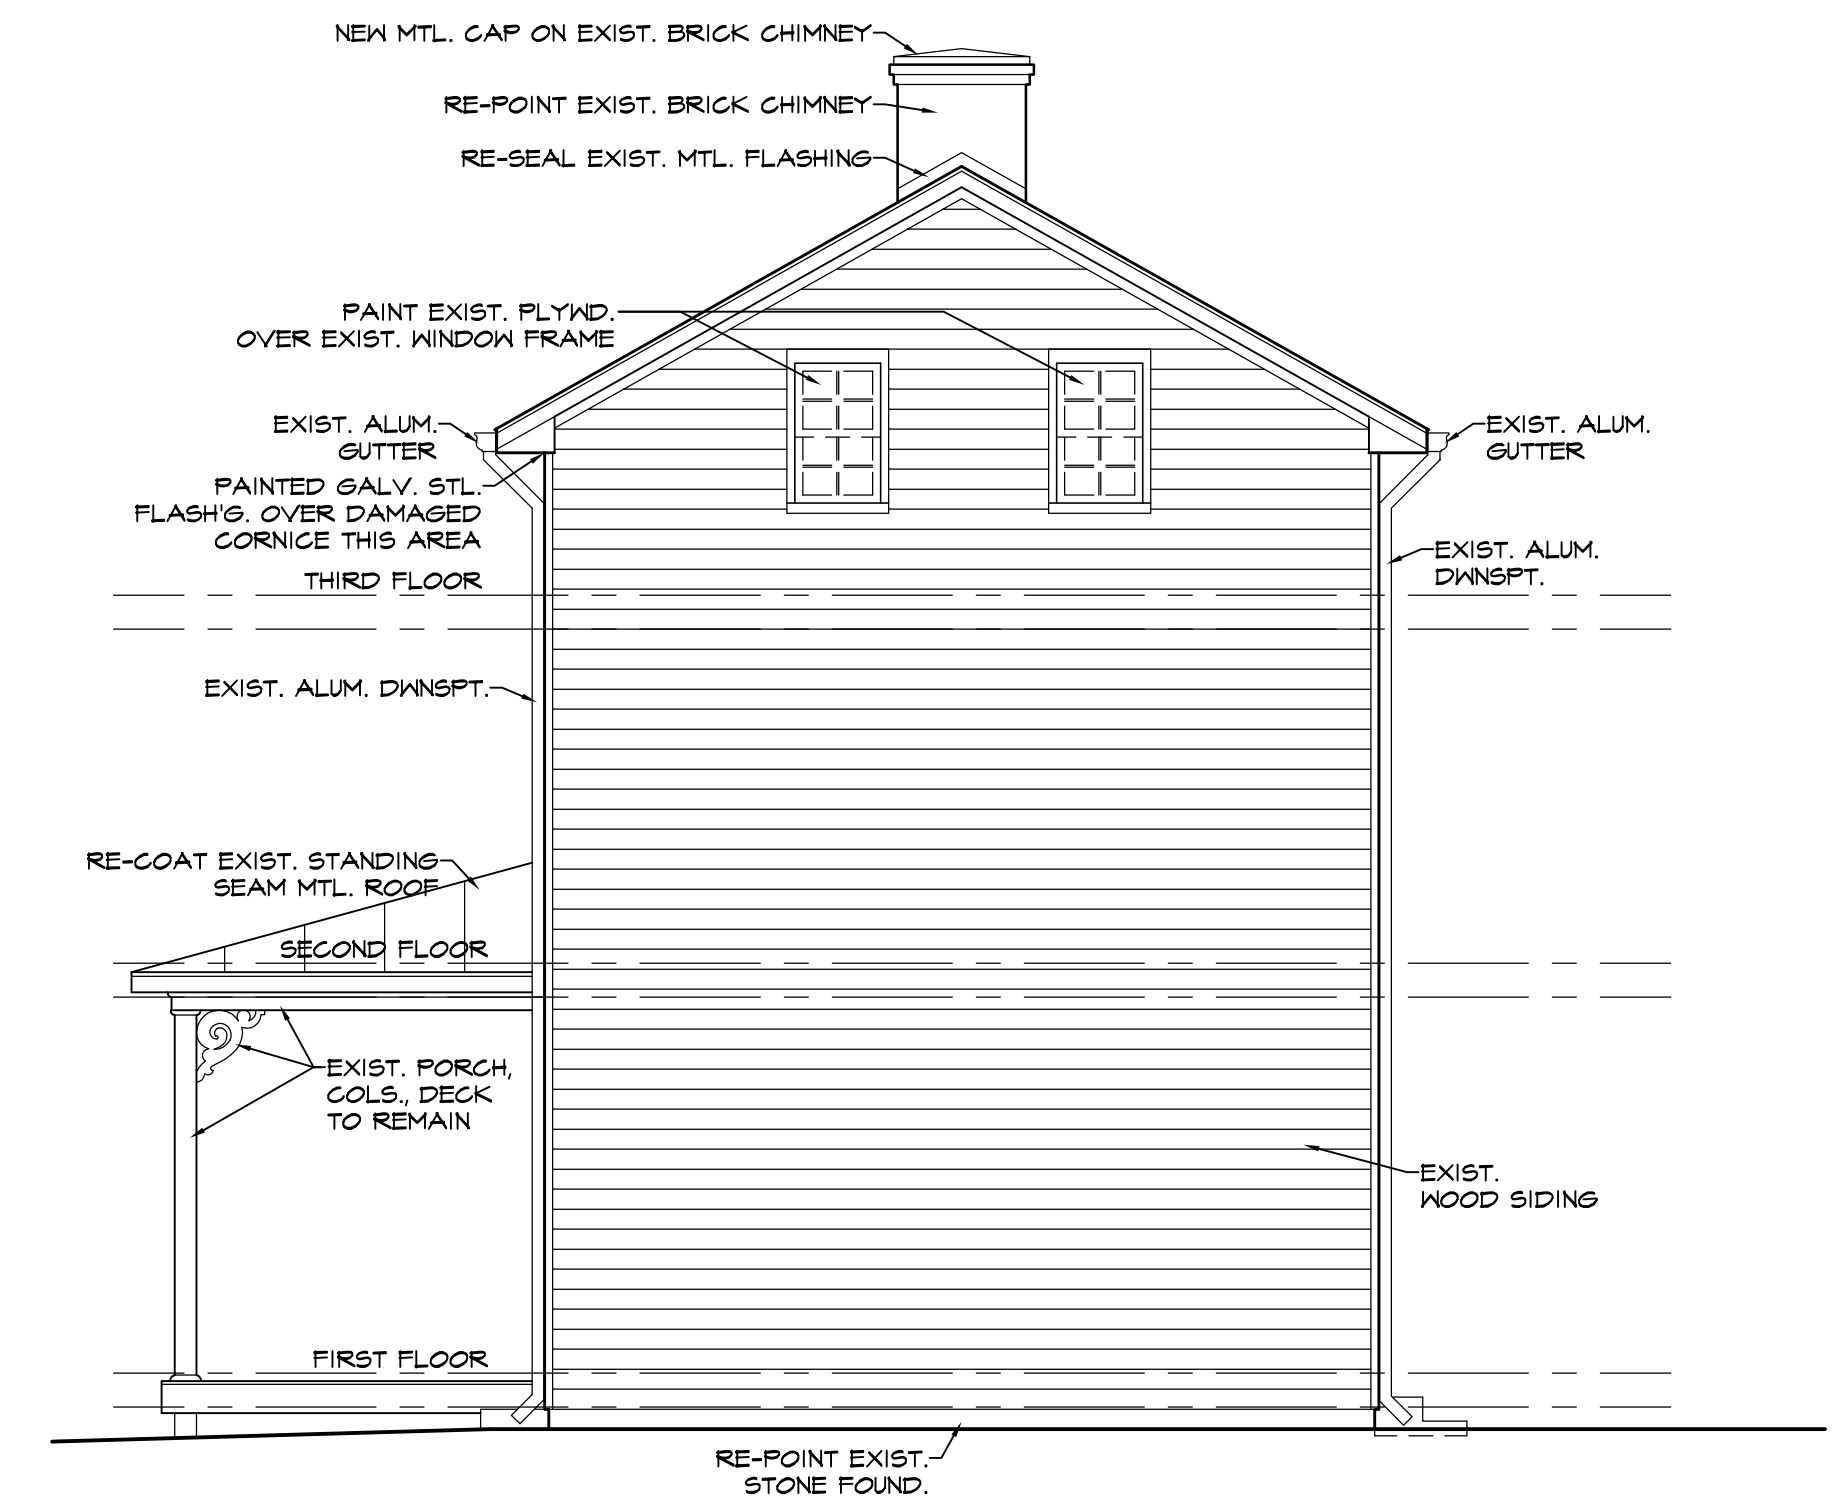 NEW MTL. CAP ON EXIST. BRICK CHIMNEY
RE-POINT EXIST. BRICK CHIMNEY
RE-SEAL EXIST. MTL. FLASHING
PAINT EXIST. PLYWD.
OVER EXIST. WINDOW FRAME
EXIST. ALUM.
GUTTER
EXIST. ALUM.
GUTTER
PAINTED GALV. STL.
FLASH'G. OVER DAMAGED
CORNICE THIS AREA
EXIST. ALUM.
DWNSPT.
THIRD FLOOR
EXIST. ALUM. DWNSPT.
RE-COAT EXIST. STANDING
SEAM MTL. ROOF
SECOND FLOOR
EXIST. PORCH,
COLS., DECK
TO REMAIN
EXIST.
WOOD SIDING
FIRST FLOOR
RE-POINT EXIST.
STONE FOUND.